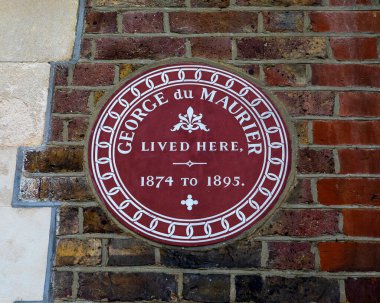 GEORGE du MAURIER
LIVED HERE,
1874 TO 1895.